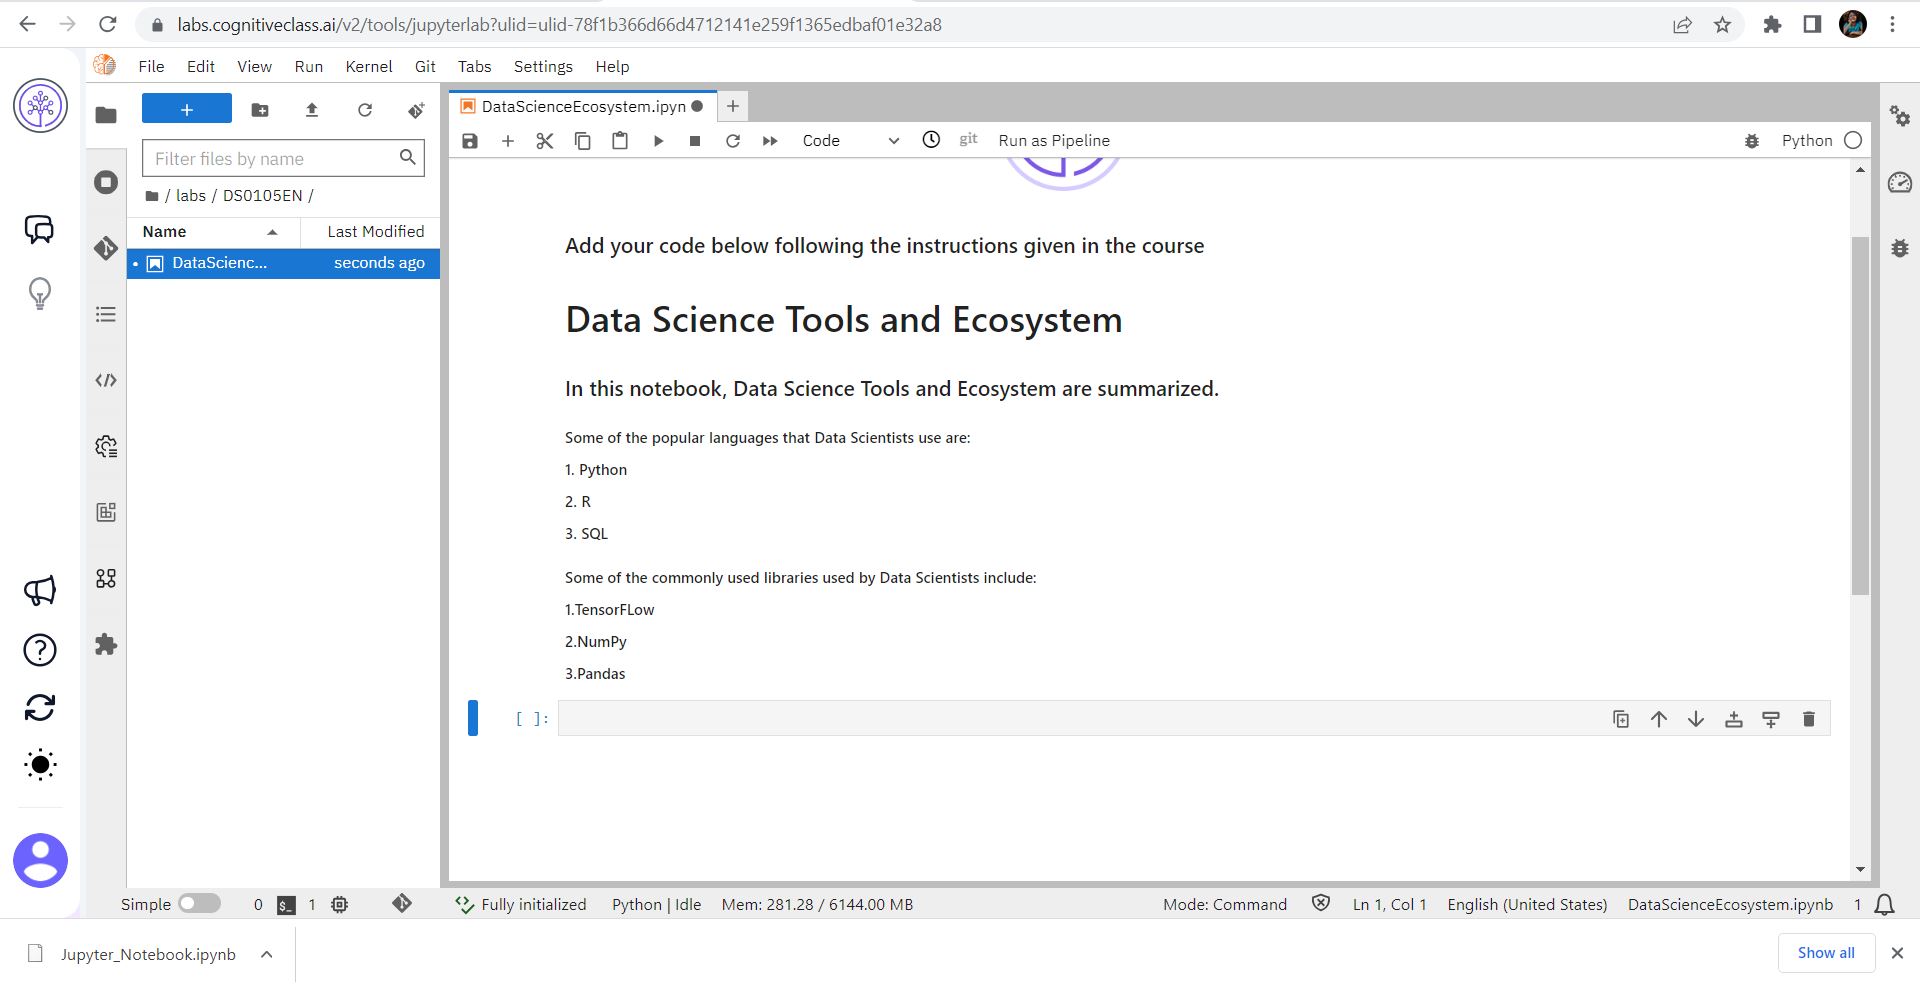 labs.cognitiveclass.ai/v2/tools/jupyterlab?ulid=ulid-78f1b366d66d4712141e259f1365edbaf01e32a8
File Edit View Run Kernel Git Tabs Settings Help
DataScienceEcosystem.ipyn
Code git Run as Pipeline Python
Filter files by name
/ labs / DS0105EN /
Name Last Modified
DataScienc... seconds ago
Add your code below following the instructions given in the course
Data Science Tools and Ecosystem
In this notebook, Data Science Tools and Ecosystem are summarized.
Some of the popular languages that Data Scientists use are:
1. Python
2. R
3. SQL
Some of the commonly used libraries used by Data Scientists include:
1.TensorFLow
2.NumPy
3.Pandas
[ ]:
Simple 0 $_ 1 Fully initialized Python | Idle Mem: 281.28 / 6144.00 MB Mode: Command Ln 1, Col 1 English (United States) DataScienceEcosystem.ipynb 1
Jupyter_Notebook.ipynb Show all